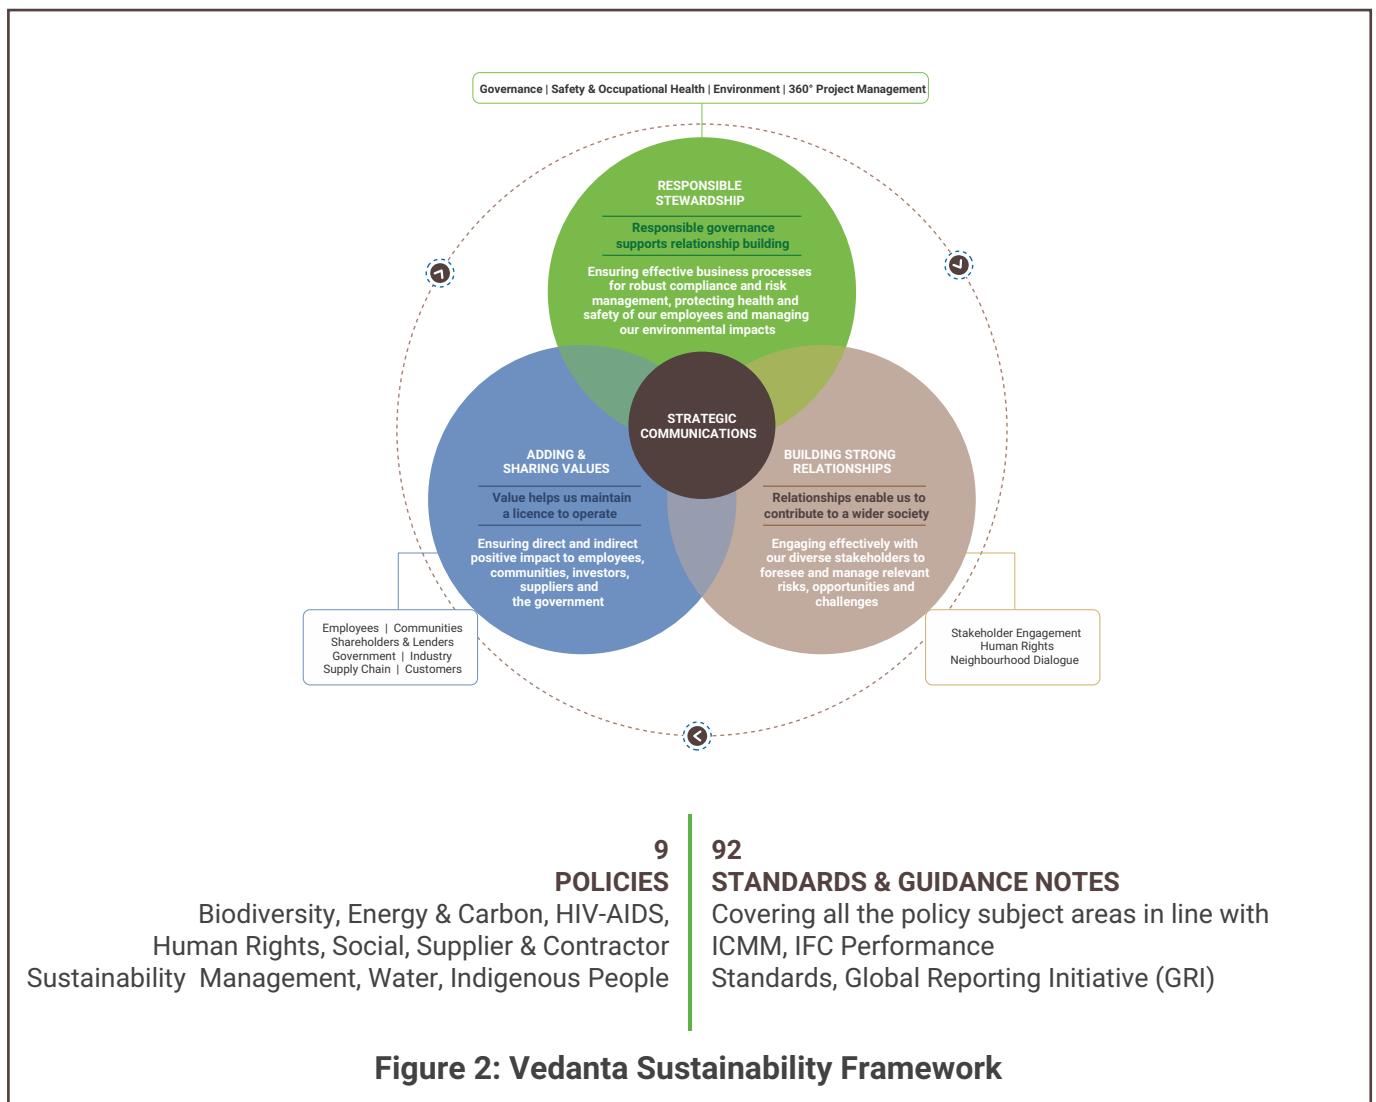 Governance | Safety & Occupational Health | Environment | 360° Project Management
RESPONSIBLE
STEWARDSHIP
Responsible governance
supports relationship building
Ensuring effective business processes
for robust compliance and risk
management, protecting health and
safety of our employees and managing
our environmental impacts
STRATEGIC
COMMUNICATIONS
ADDING &
SHARING VALUES
Value helps us maintain
a licence to operate
Ensuring direct and indirect
positive impact to employees,
communities, investors,
suppliers and
the government
BUILDING STRONG
RELATIONSHIPS
Relationships enable us to
contribute to a wider society
Engaging effectively with
our diverse stakeholders to
foresee and manage relevant
risks, opportunities and
challenges
Employees | Communities
Shareholders & Lenders
Government | Industry
Supply Chain | Customers
Stakeholder Engagement
Human Rights
Neighbourhood Dialogue
9
POLICIES
Biodiversity, Energy & Carbon, HIV-AIDS,
Human Rights, Social, Supplier & Contractor
Sustainability Management, Water, Indigenous People
92
STANDARDS & GUIDANCE NOTES
Covering all the policy subject areas in line with
ICMM, IFC Performance
Standards, Global Reporting Initiative (GRI)
Figure 2: Vedanta Sustainability Framework